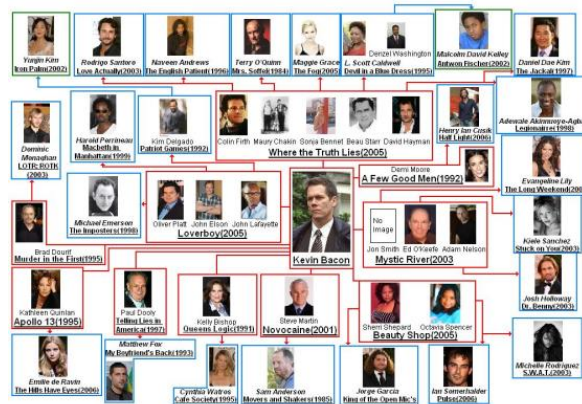 Yunjin Kim
Iron Palm(2002)
Rodrigo Santoro
Love Actually(2003)
Naveen Andrews
The English Patient(1996)
Terry O'Quinn
Mrs. Soffel(1984)
Maggie Grace
The Fog(2005)
Denzel Washington
L. Scott Caldwell
Devil in a Blue Dress(1995)
Malcolm David Kelley
Antwon Fischer(2002)
Daniel Dae Kim
The Jackal(1997)
Dominic
Monaghan
LOTR: ROTK
(2003)
Harold Perrineau
Macbeth in
Manhattan(1999)
Kim Delgado
Patriot Games(1992)
Colin Firth
Maury Chaikin
Sonja Bennet
Beau Starr
David Hayman
Where the Truth Lies(2005)
Henry Ian Cusik
Half Light(2006)
Adewale Akinnuoye-Agba
Legionairre(1998)
Demi Moore
A Few Good Men(1992)
Evangeline Lily
The Long Weekend(200
Michael Emerson
The Imposters(1998)
Oliver Platt
John Elson
John Lafayette
Loverboy(2005)
Kevin Bacon
No
Image
Jon Smith
Ed O'Keefe
Adam Nelson
Mystic River(2003
Kiele Sanchez
Stuck on You(2003)
Brad Dourif
Murder in the First(1995)
Josh Holloway
Dr. Benny(2003)
Kathleen Quinlan
Apollo 13(1995)
Paul Dooly
Telling Lies in
America(1997)
Kelly Bishop
Queens Logic(1991)
Steve Martin
Novocaine(2001)
Sherri Shepard
Octavia Spencer
Beauty Shop(2005)
Michelle Rodriguez
S.W.A.T.(2003)
Emilie de Ravin
The Hills Have Eyes(2006)
Matthew Fox
My Boyfriend's Back(1993)
Cynthia Watros
Cafe Society(1995)
Sam Anderson
Movers and Shakers(1985)
Jorge Garcia
King of the Open Mic's
Ian Somerhalder
Pulse(2006)